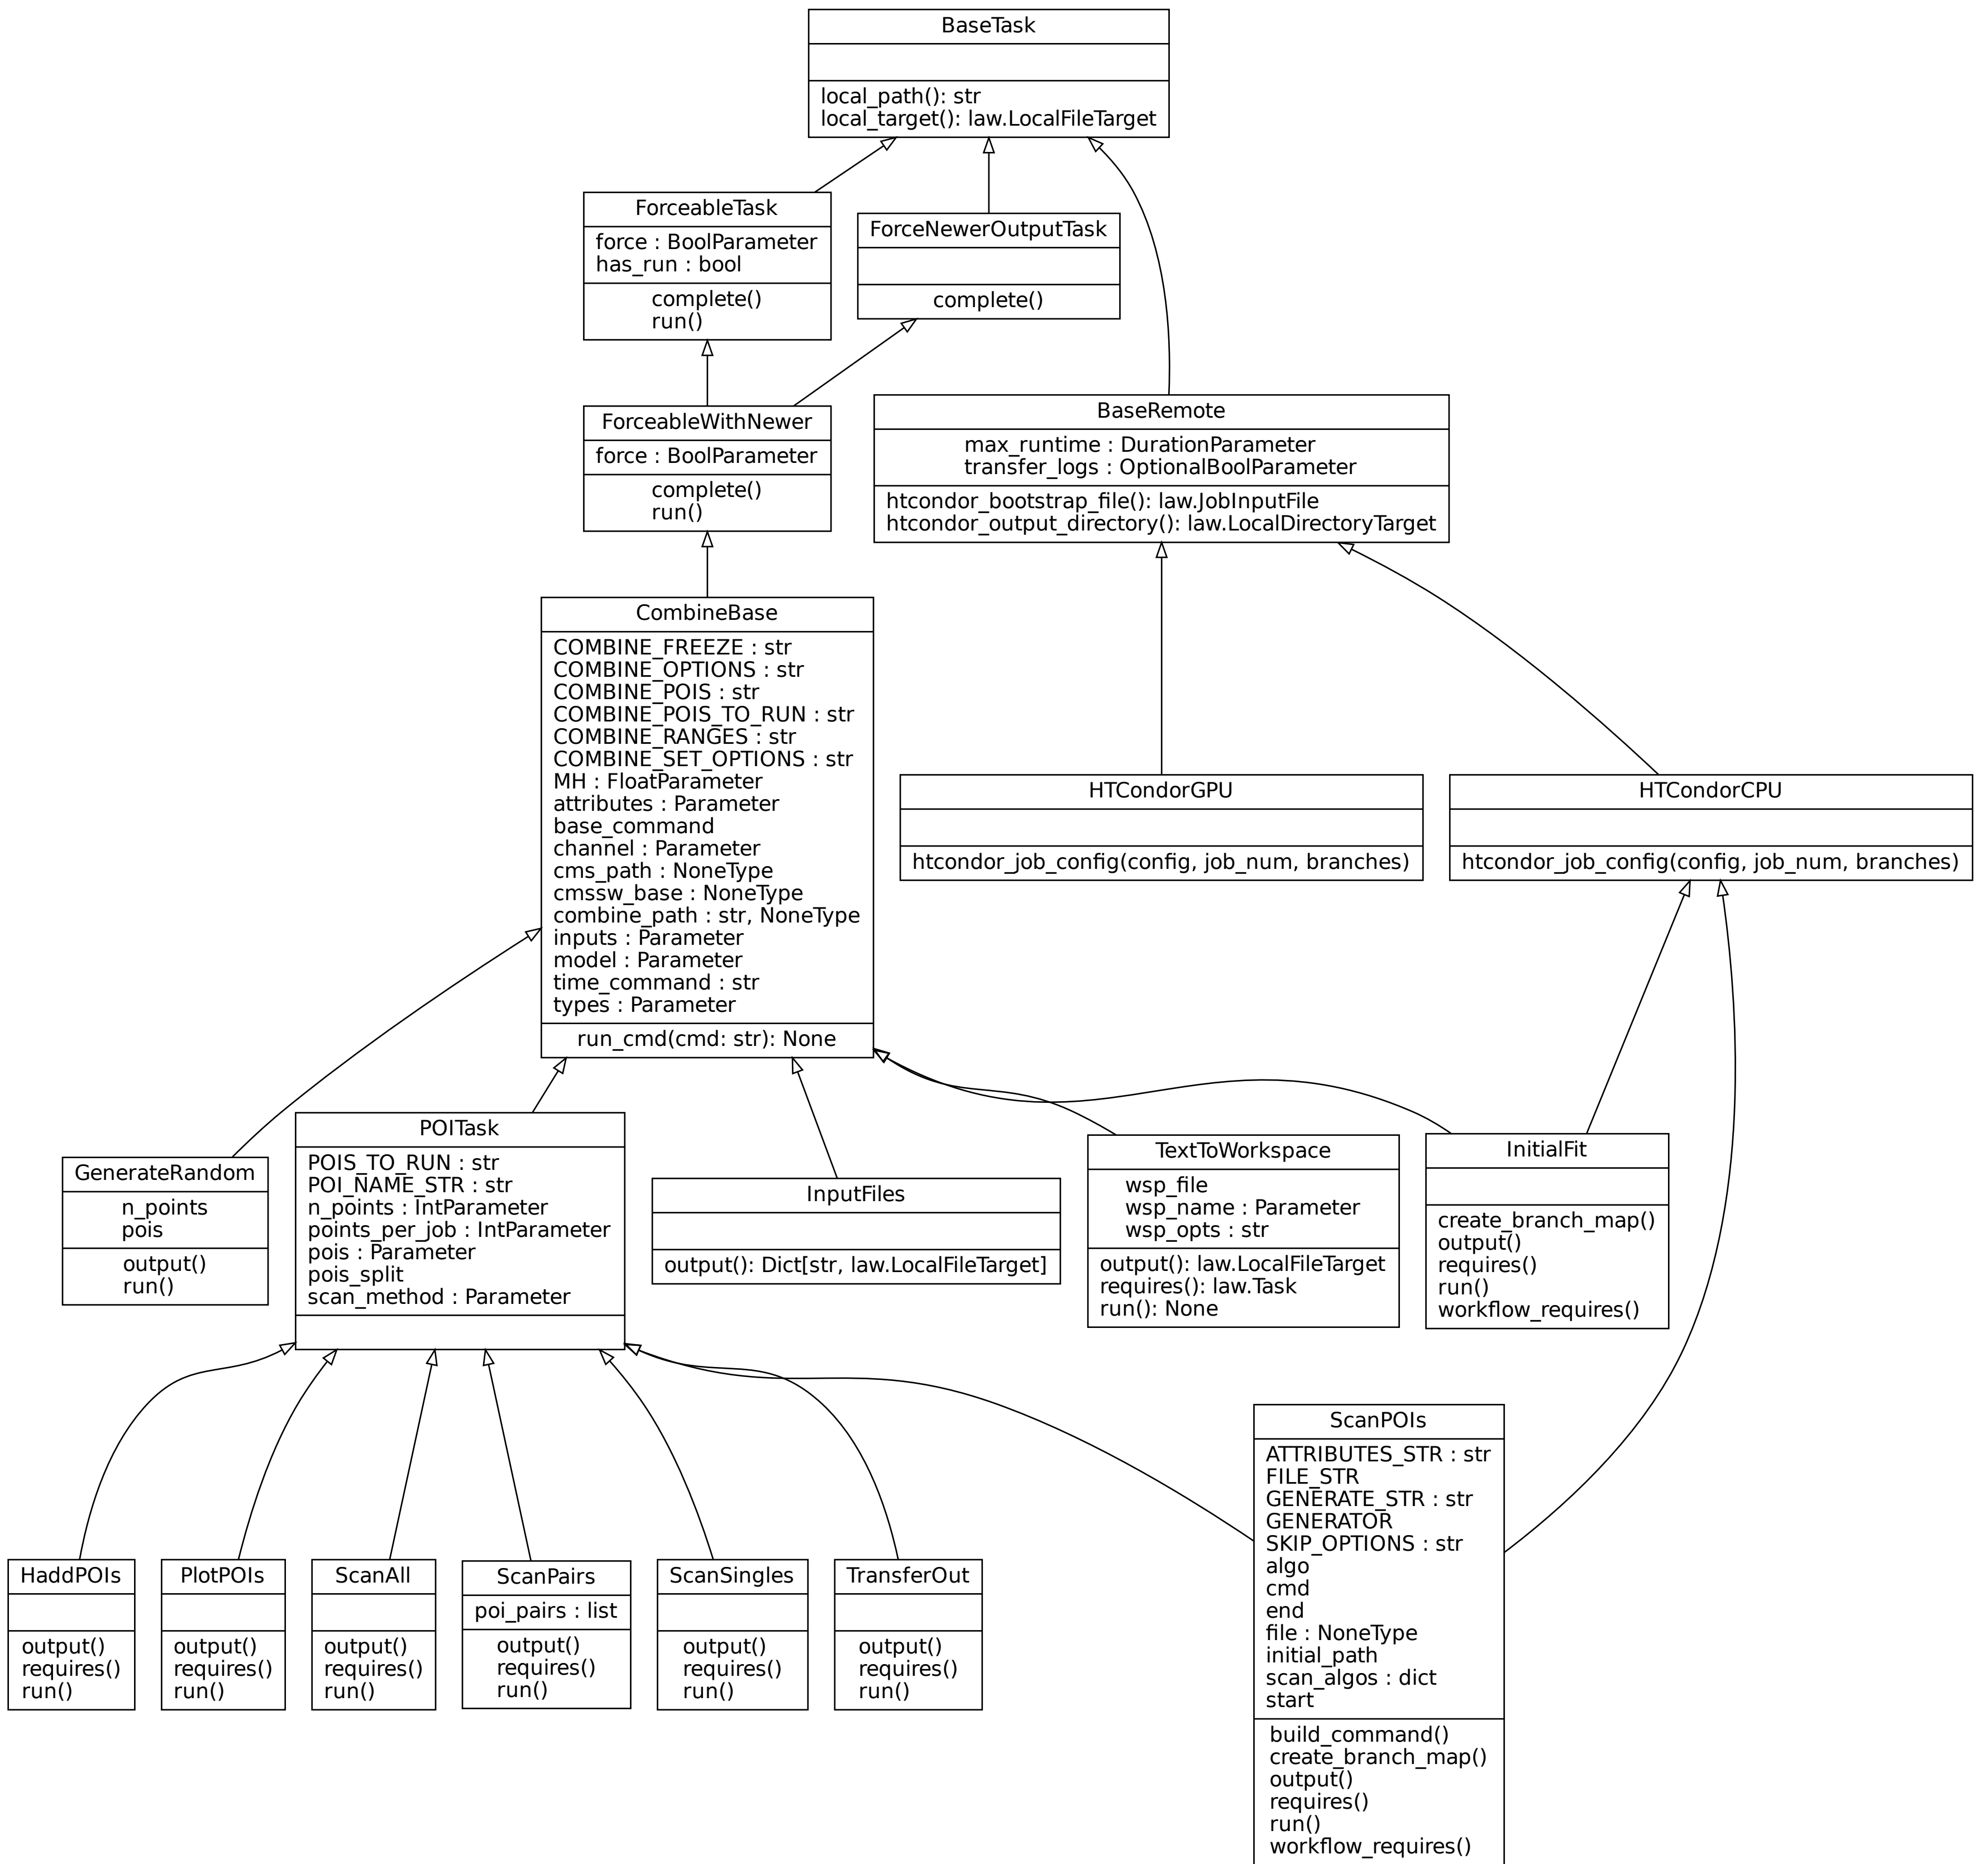 BaseTask
local_path(): str
local_target(): law.LocalFileTarget
ForceableTask
force : BoolParameter
has_run : bool
complete()
run()
ForceNewerOutputTask
complete()
ForceableWithNewer
force : BoolParameter
complete()
run()
BaseRemote
max_runtime : DurationParameter
transfer_logs : OptionalBoolParameter
htcondor_bootstrap_file(): law.JobInputFile
htcondor_output_directory(): law.LocalDirectoryTarget
CombineBase
COMBINE_FREEZE : str
COMBINE_OPTIONS : str
COMBINE_POIS : str
COMBINE_POIS_TO_RUN : str
COMBINE_RANGES : str
COMBINE_SET_OPTIONS : str
MH : FloatParameter
attributes : Parameter
base_command
channel : Parameter
cms_path : NoneType
cmssw_base : NoneType
combine_path : str, NoneType
inputs : Parameter
model : Parameter
time_command : str
types : Parameter
run_cmd(cmd: str): None
HTCondorGPU
htcondor_job_config(config, job_num, branches)
HTCondorCPU
htcondor_job_config(config, job_num, branches)
GenerateRandom
n_points
pois
output()
run()
POITask
POIS_TO_RUN : str
POI_NAME_STR : str
n_points : IntParameter
points_per_job : IntParameter
pois : Parameter
pois_split
scan_method : Parameter
InputFiles
output(): Dict[str, law.LocalFileTarget]
TextToWorkspace
wsp_file
wsp_name : Parameter
wsp_opts : str
output(): law.LocalFileTarget
requires(): law.Task
run(): None
InitialFit
create_branch_map()
output()
requires()
run()
workflow_requires()
HaddPOIs
output()
requires()
run()
PlotPOIs
output()
requires()
run()
ScanAll
output()
requires()
run()
ScanPairs
poi_pairs : list
output()
requires()
run()
ScanSingles
output()
requires()
run()
TransferOut
output()
requires()
run()
ScanPOIs
ATTRIBUTES_STR : str
FILE_STR
GENERATE_STR : str
GENERATOR
SKIP_OPTIONS : str
algo
cmd
end
file : NoneType
initial_path
scan_algos : dict
start
build_command()
create_branch_map()
output()
requires()
run()
workflow_requires()